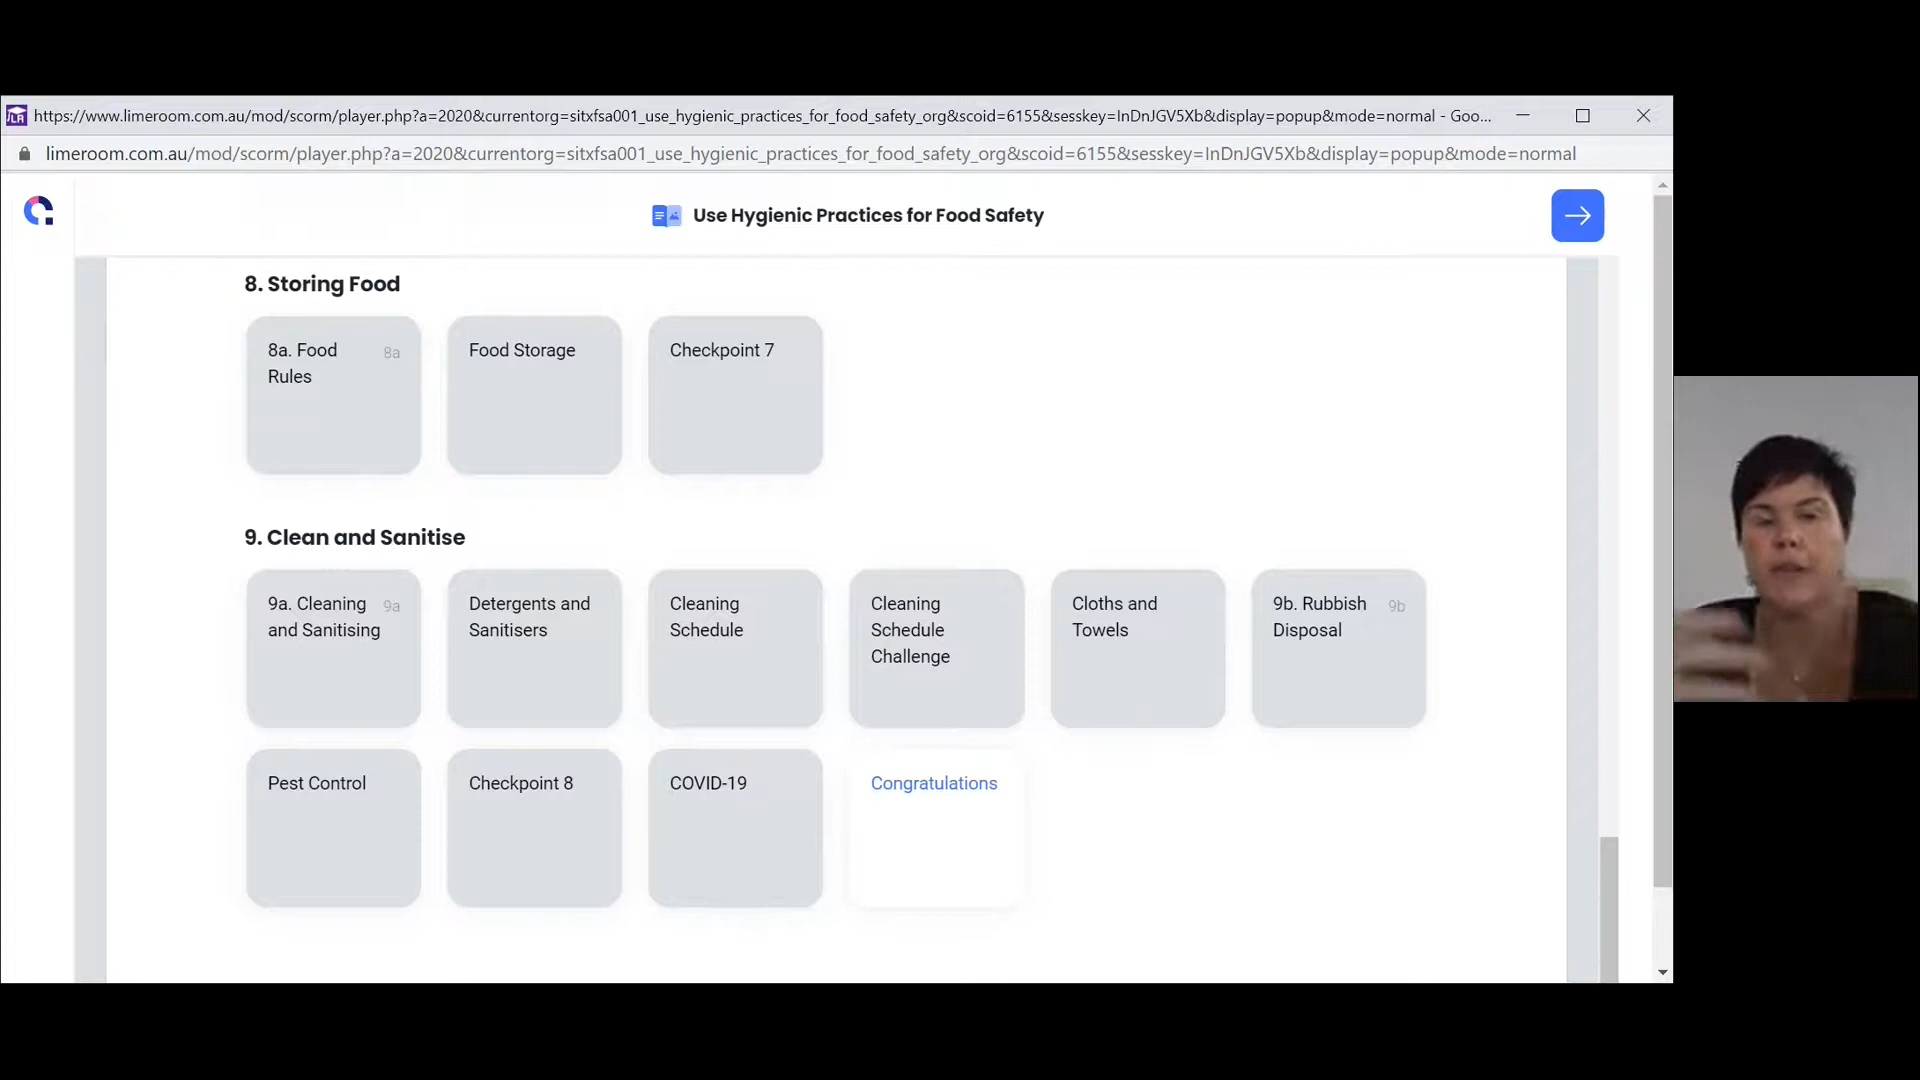 https://www.limeroom.com.au/mod/scorm/player.php?a=2020&currentorg=sitxfsa001_use_hygienic_practices_for_food_safety_org&scoid=6155&sesskey=InDnJGV5Xb&display=popup&mode=normal - Goo...
limeroom.com.au/mod/scorm/player.php?a=2020&currentorg=sitxfsa001_use_hygienic_practices_for_food_safety_org&scoid=6155&sesskey=InDnJGV5Xb&display=popup&mode=normal
Use Hygienic Practices for Food Safety
8. Storing Food
8a. Food 8a
Rules
Food Storage
Checkpoint 7
9. Clean and Sanitise
9a. Cleaning 9a
and Sanitising
Detergents and
Sanitisers
Cleaning
Schedule
Cleaning
Schedule
Challenge
Cloths and
Towels
9b. Rubbish 9b
Disposal
Pest Control
Checkpoint 8
COVID-19
Congratulations